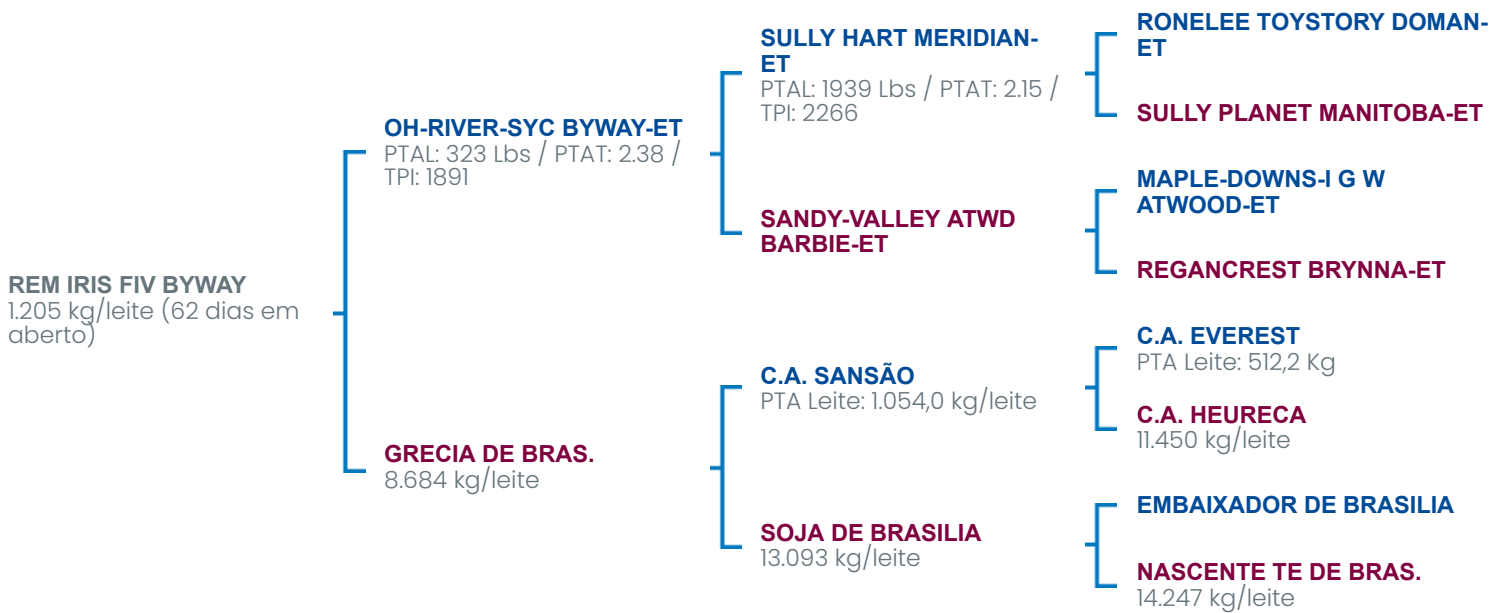 REM IRIS FIV BYWAY
1.205 kg/leite (62 dias em
aberto)
OH-RIVER-SYC BYWAY-ET
PTAL: 323 Lbs / PTAT: 2.38 /
TPI: 1891
GRECIA DE BRAS.
8.684 kg/leite
SULLY HART MERIDIAN-
ET
PTAL: 1939 Lbs / PTAT: 2.15 /
TPI: 2266
SANDY-VALLEY ATWD
BARBIE-ET
C.A. SANSÃO
PTA Leite: 1.054,0 kg/leite
SOJA DE BRASILIA
13.093 kg/leite
RONELEE TOYSTORY DOMAN-
ET
SULLY PLANET MANITOBA-ET
MAPLE-DOWNS-I G W
ATWOOD-ET
REGANCREST BRYNNA-ET
C.A. EVEREST
PTA Leite: 512,2 Kg
C.A. HEURECA
11.450 kg/leite
EMBAIXADOR DE BRASILIA
NASCENTE TE DE BRAS.
14.247 kg/leite